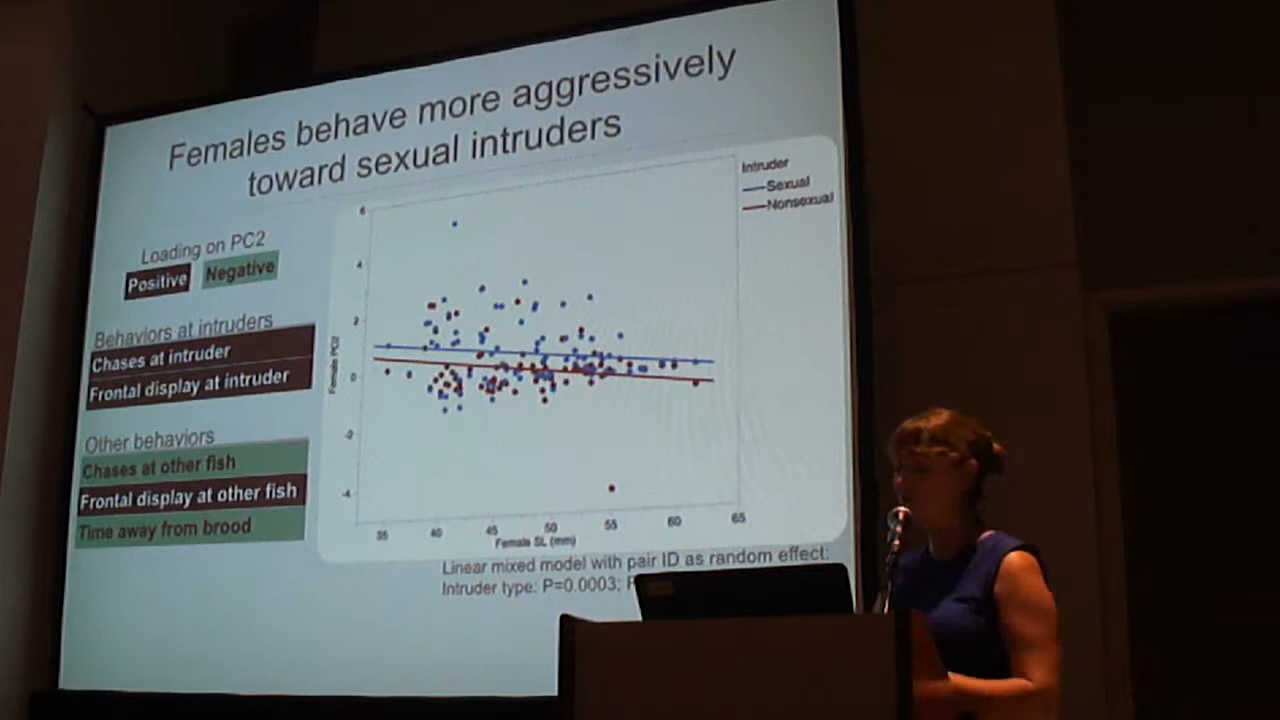 Females behave more aggressively
toward sexual intruders
Loading on PC2
Positive
Negative
Behaviors at intruders
Chases at intruder
Frontal display at intruder
Other behaviors
Chases at other fish
Frontal display at other fish
Time away from brood
Intruder
Sexual
Nonsexual
6
4
2
0
-2
-4
Female PC2
35 40 45 50 55 60 65
Female SL (mm)
Linear mixed model with pair ID as random effect:
Intruder type: P=0.0003;